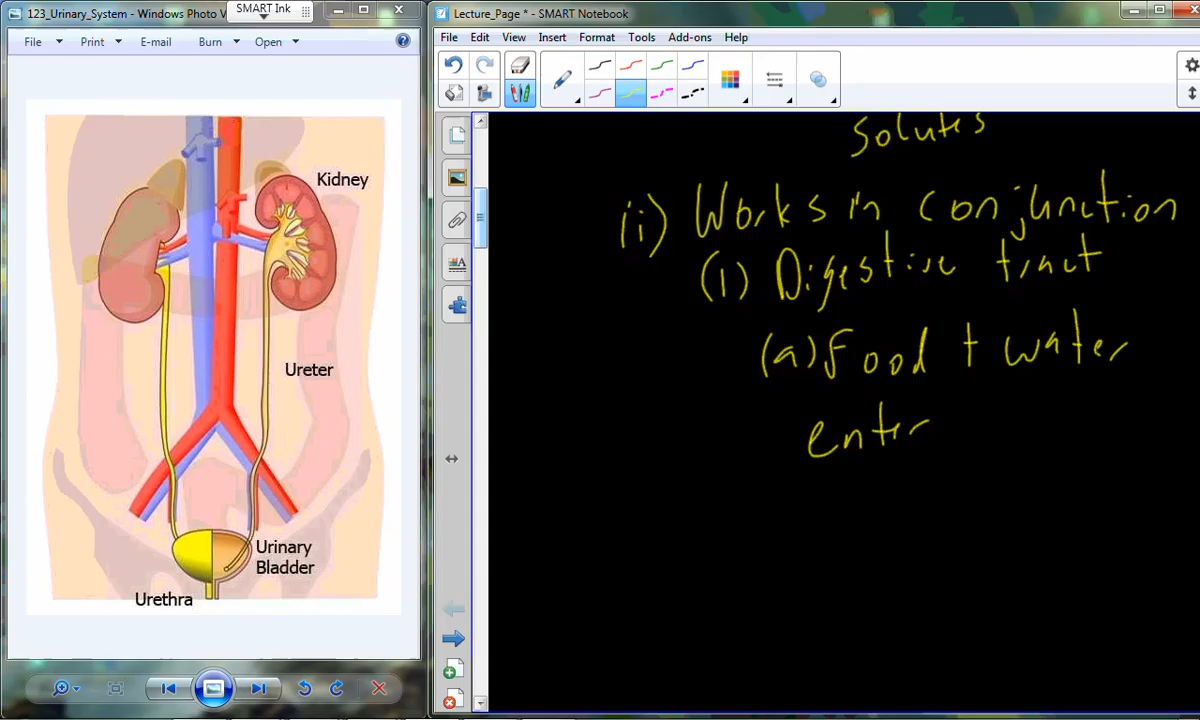 123_Urinary_System - Windows Photo V
SMART Ink
File Print E-mail Burn Open
Kidney
Ureter
Urinary
Bladder
Urethra
Lecture_Page * - SMART Notebook
File Edit View Insert Format Tools Add-ons Help
Solutes
(ii) Works in conjunction
(1) Digestive tract
(a) Food + water
enter